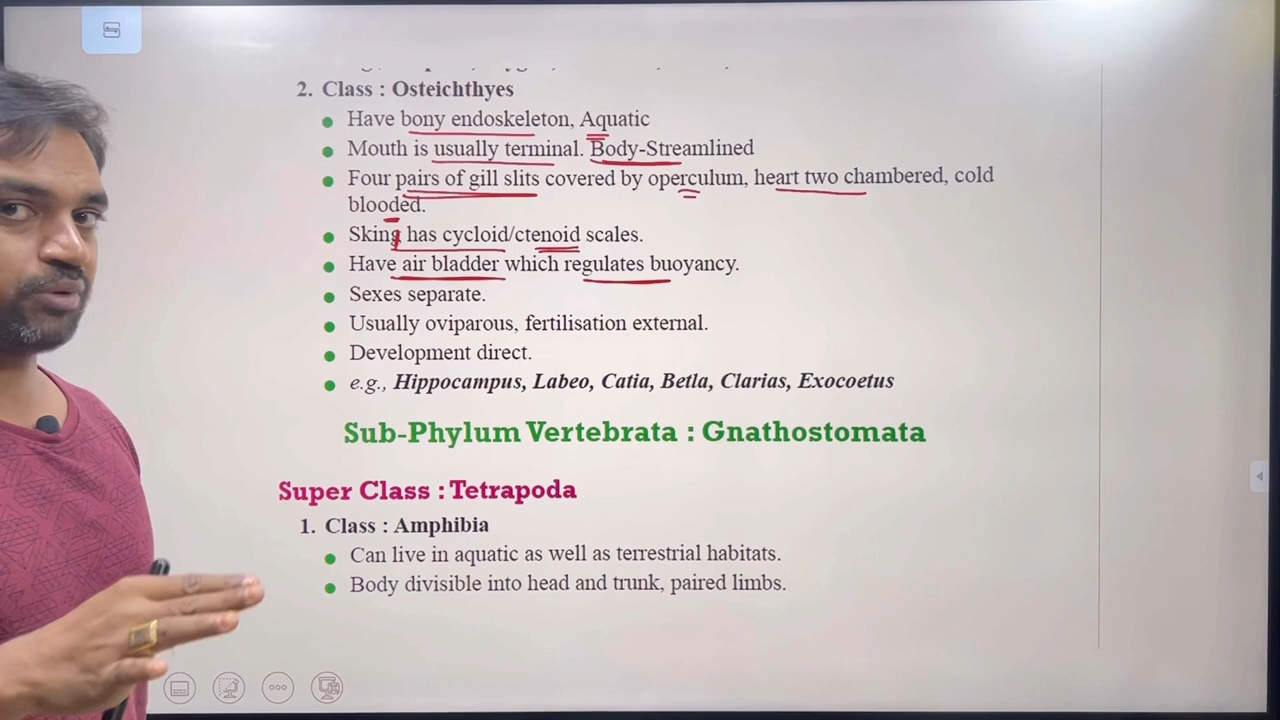 2. Class : Osteichthyes
Have bony endoskeleton, Aquatic
Mouth is usually terminal. Body-Streamlined
Four pairs of gill slits covered by operculum, heart two chambered, cold
blooded.
Sking has cycloid/ctenoid scales.
Have air bladder which regulates buoyancy.
Sexes separate.
Usually oviparous, fertilisation external.
Development direct.
e.g., Hippocampus, Labeo, Catia, Betla, Clarias, Exocoetus
Sub-Phylum Vertebrata : Gnathostomata
Super Class : Tetrapoda
1. Class : Amphibia
Can live in aquatic as well as terrestrial habitats.
Body divisible into head and trunk, paired limbs.